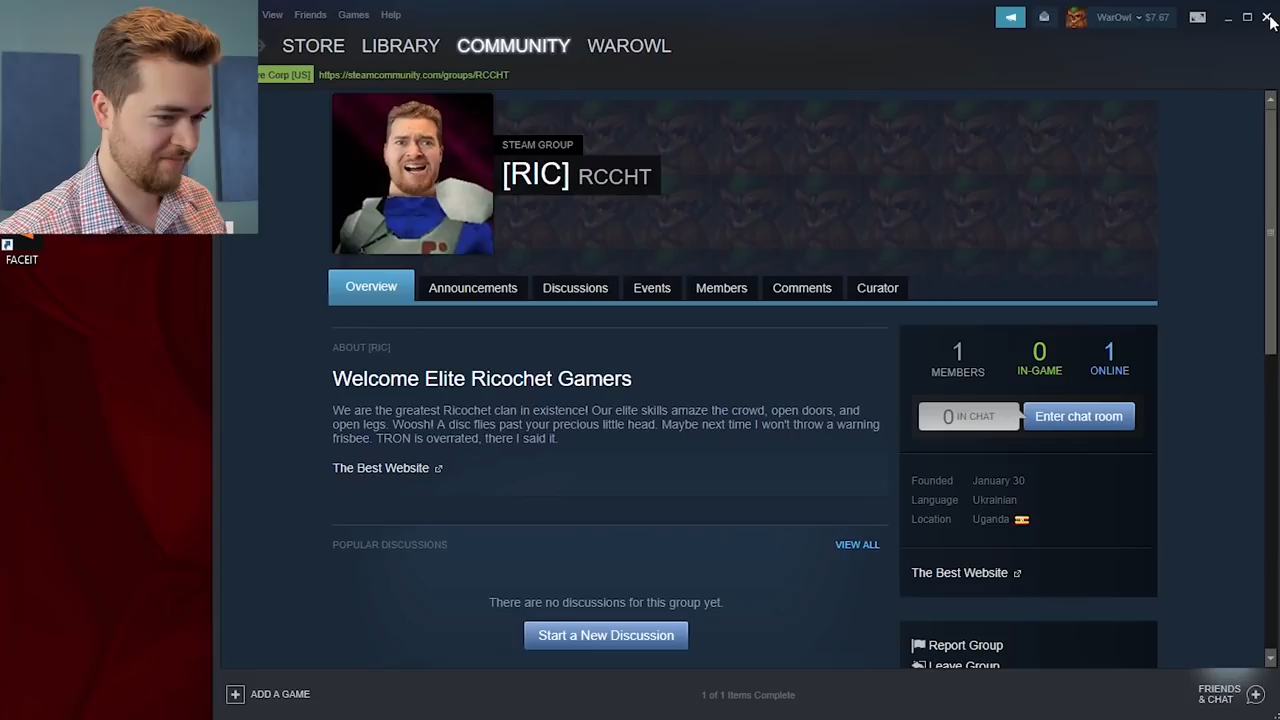 View Friends Games Help
WarOwl $7.67
STORE LIBRARY COMMUNITY WAROWL
ve Corp [US] https://steamcommunity.com/groups/RCCHT
STEAM GROUP
[RIC] RCCHT
FACEIT
Overview Announcements Discussions Events Members Comments Curator
ABOUT [RIC]
Welcome Elite Ricochet Gamers
We are the greatest Ricochet clan in existence! Our elite skills amaze the crowd, open doors, and
open legs. Woosh! A disc flies past your precious little head. Maybe next time I won't throw a warning
frisbee. TRON is overrated, there I said it.
The Best Website
1 MEMBERS
0 IN-GAME
1 ONLINE
0 IN CHAT Enter chat room
Founded January 30
Language Ukrainian
Location Uganda
The Best Website
POPULAR DISCUSSIONS VIEW ALL
There are no discussions for this group yet.
Start a New Discussion
Report Group
Leave Group
ADD A GAME
1 of 1 Items Complete
FRIENDS
& CHAT